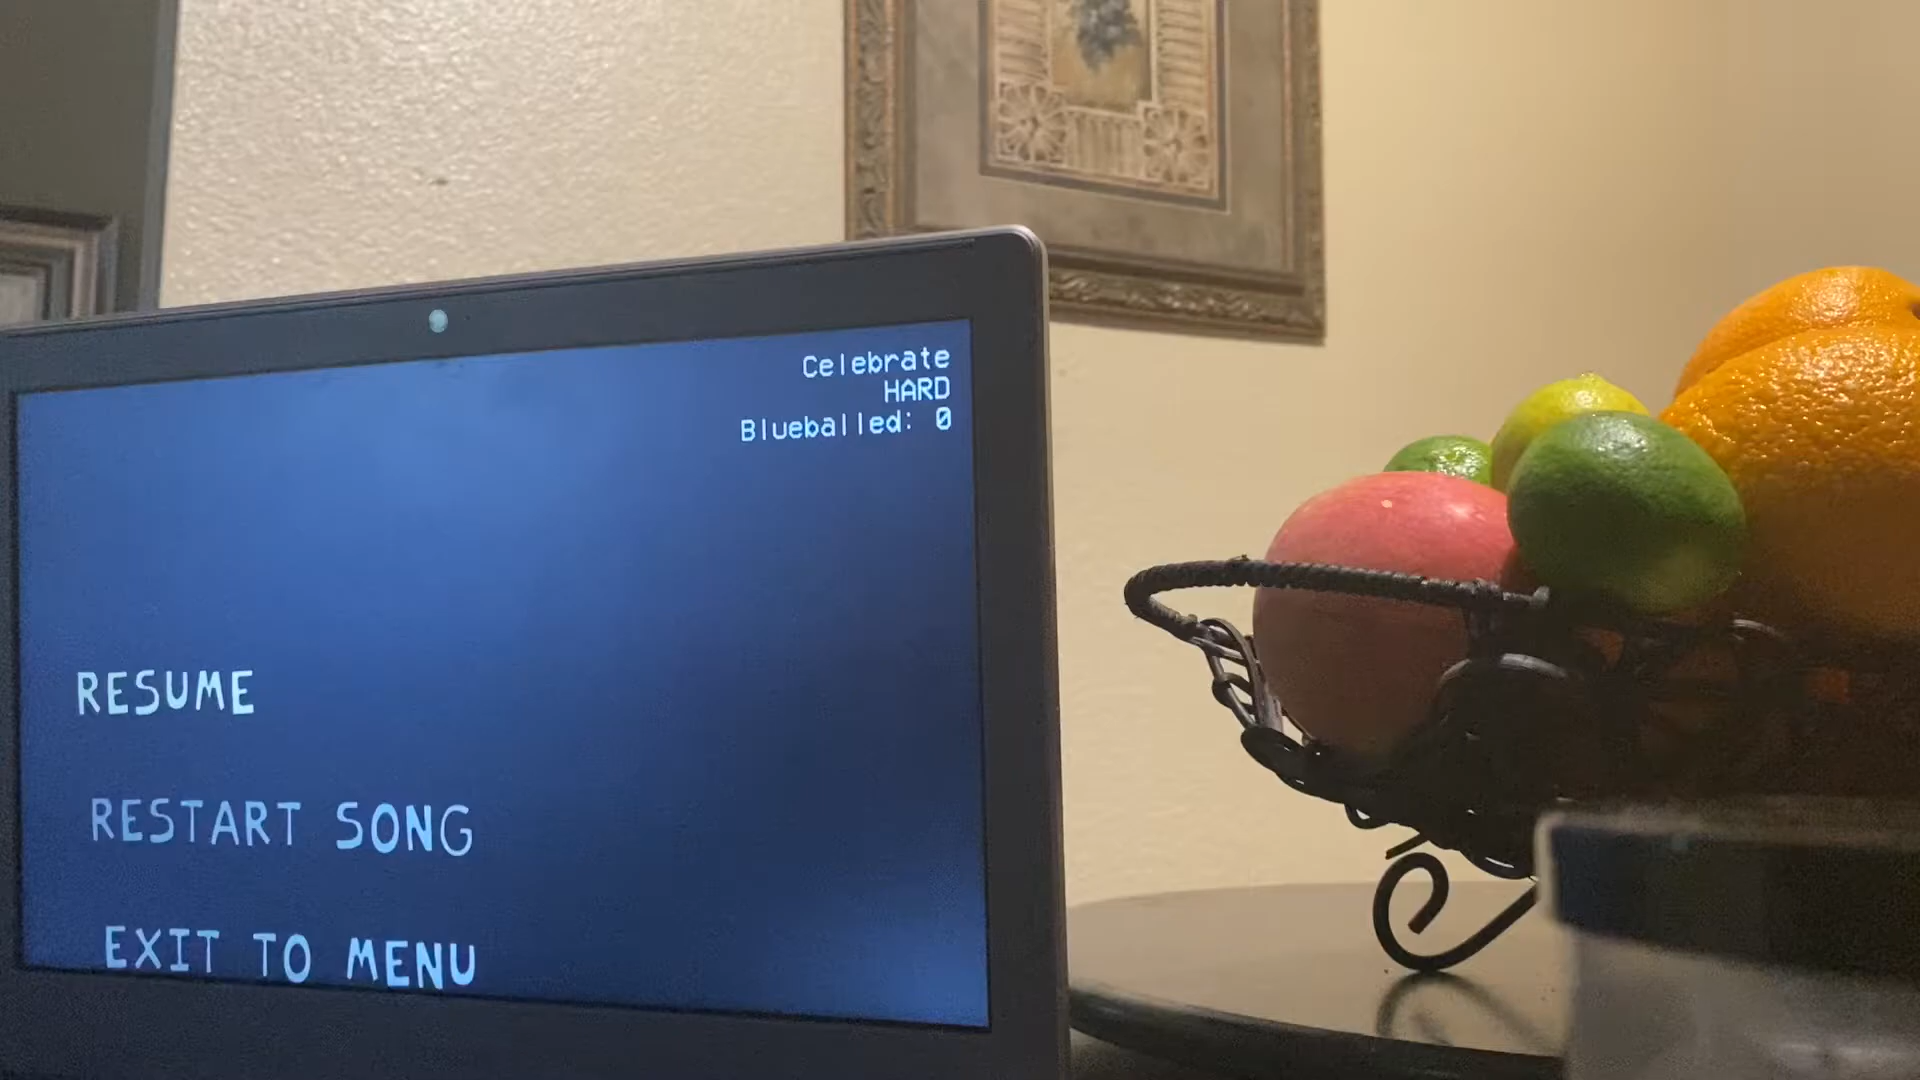 Celebrate
HARD
Blueballed: 0
RESUME
RESTART SONG
EXIT TO MENU